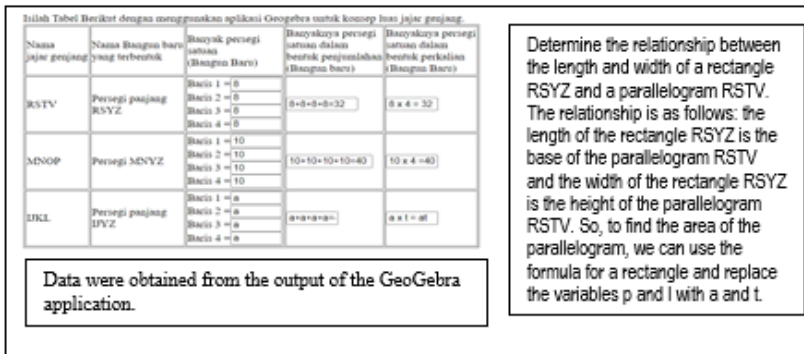 Isilah Tabel Berikut dengan menggunakan aplikasi Geogebra untuk konsep luas jajar genjang.
Nama
jajar genjang
Nama Bangun baru
yang terbentuk
Banyak persegi
satuan
(Bangun Baru)
Banyaknya persegi
satuan dalam
bentuk penjumlahan
(Bangun baru)
Banyaknya persegi
satuan dalam
bentuk perkalian
(Bangun Baru)
RSTV
Persegi panjang
RSYZ
Baris 1 = 8
Baris 2 = 8
Baris 3 = 8
Baris 4 = 8
8+8+8+8=32
8 x 4 = 32
MNOP
Persegi MNYZ
Baris 1 = 10
Baris 2 = 10
Baris 3 = 10
Baris 4 = 10
10+10+10+10=40
10 x 4 =40
IJKL
Persegi panjang
IJYZ
Baris 1 = a
Baris 2 = a
Baris 3 = a
Baris 4 = a
a+a+a+a=
a x t = at
Data were obtained from the output of the GeoGebra
application.
Determine the relationship between
the length and width of a rectangle
RSYZ and a parallelogram RSTV.
The relationship is as follows: the
length of the rectangle RSYZ is the
base of the parallelogram RSTV
and the width of the rectangle RSYZ
is the height of the parallelogram
RSTV. So, to find the area of the
parallelogram, we can use the
formula for a rectangle and replace
the variables p and l with a and t.